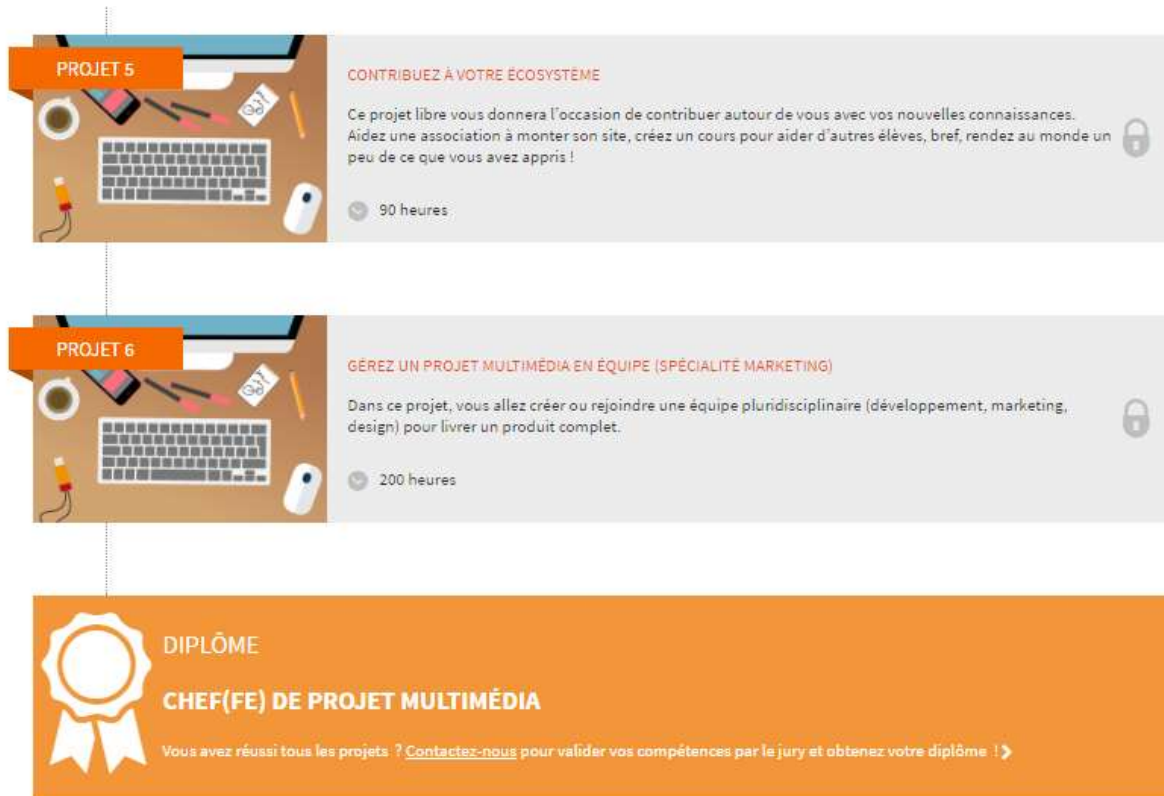 PROJET 5
CONTRIBUEZ À VOTRE ÉCOSYSTÈME
Ce projet libre vous donnera l'occasion de contribuer autour de vous avec vos nouvelles connaissances.
Aidez une association à monter son site, créez un cours pour aider d'autres élèves, bref, rendez au monde un
peu de ce que vous avez appris !
90 heures
PROJET 6
GÉREZ UN PROJET MULTIMÉDIA EN ÉQUIPE (SPÉCIALITÉ MARKETING)
Dans ce projet, vous allez créer ou rejoindre une équipe pluridisciplinaire (développement, marketing,
design) pour livrer un produit complet.
200 heures
DIPLÔME
CHEF(FE) DE PROJET MULTIMÉDIA
Vous avez réussi tous les projets ? Contactez-nous pour valider vos compétences par le jury et obtenez votre diplôme !